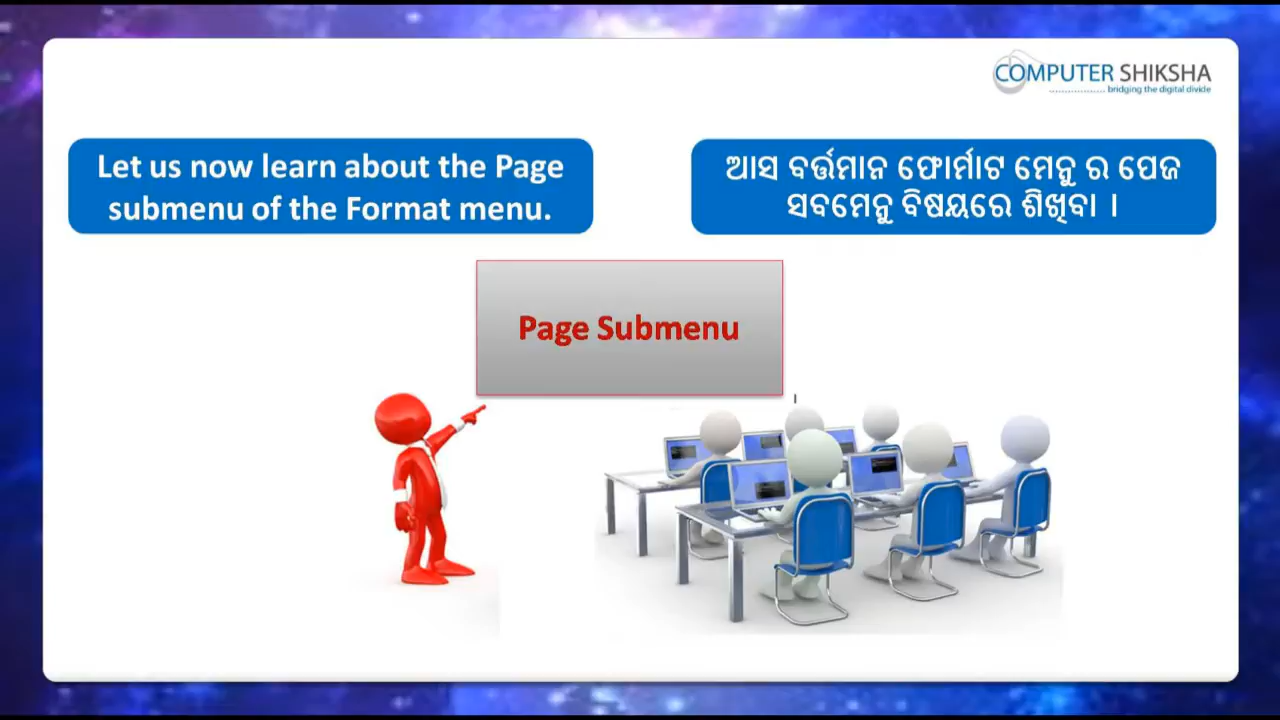 COMPUTER SHIKSHA
bridging the digital divide
Let us now learn about the Page
submenu of the Format menu.
ଆସ ବର୍ତ୍ତମାନ ଫୋର୍ମାଟ ମେନୁ ର ପେଜ
ସବମେନୁ ବିଷୟରେ ଶିଖିବା ।
Page Submenu